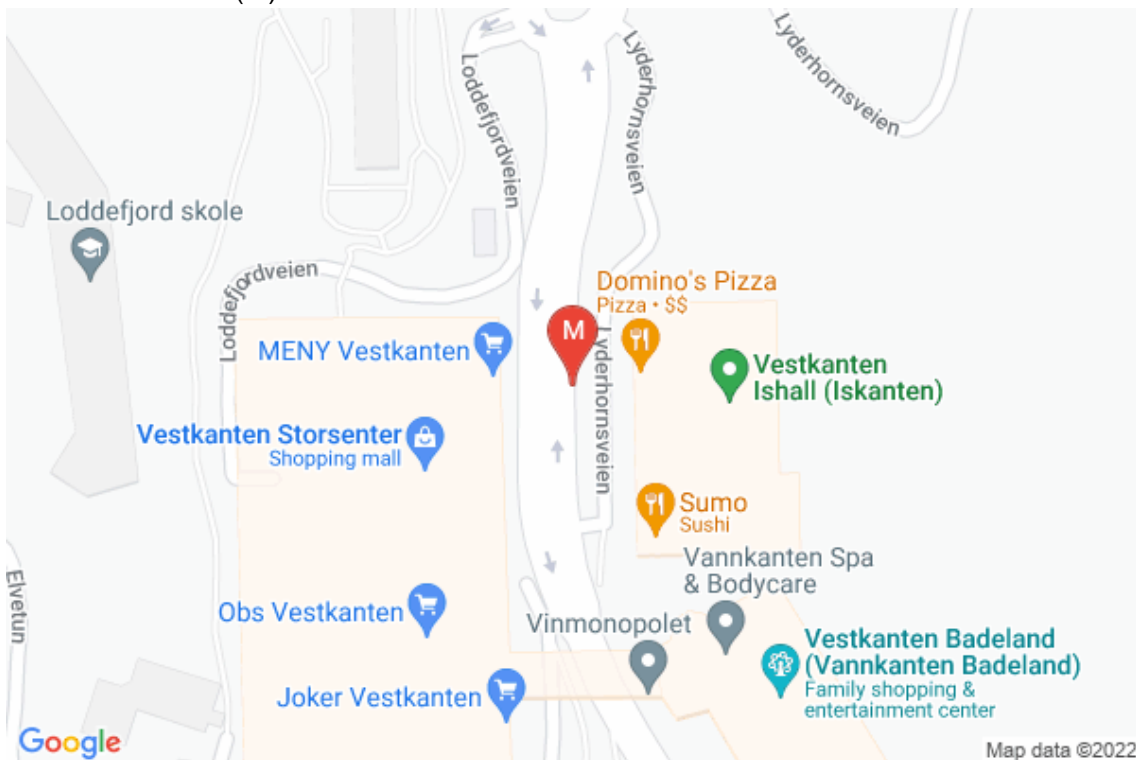 Lyderhornsveien
Lyderhornsveien
Loddefjordveien
Loddefjord skole
Loddefjordveien
Domino's Pizza
Pizza • $$
M
MENY Vestkanten
Lyderhornsveien
Vestkanten
Ishall (Iskanten)
Vestkanten Storsenter
Shopping mall
Sumo
Sushi
Vannkanten Spa
& Bodycare
Elvetun
Obs Vestkanten
Vinmonopolet
Vestkanten Badeland
(Vannkanten Badeland)
Family shopping &
entertainment center
Joker Vestkanten
Google
Map data ©2022